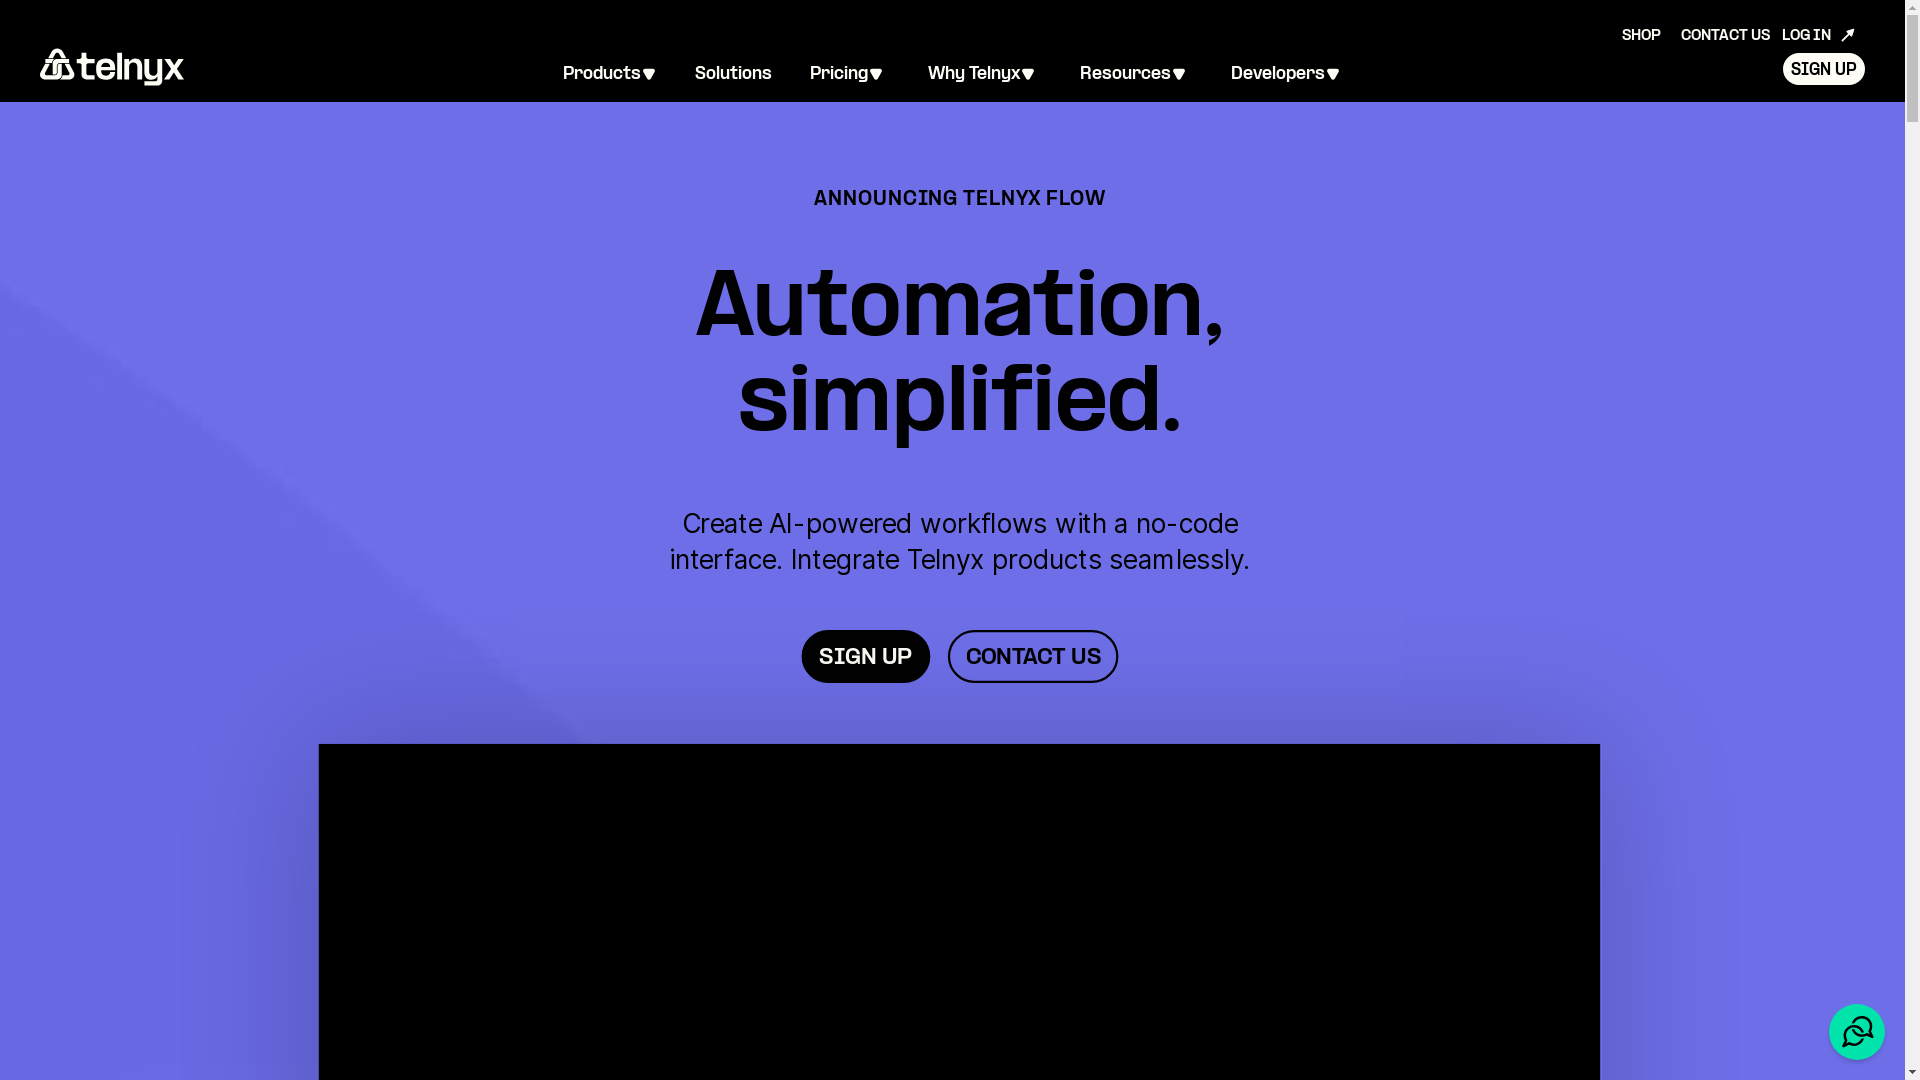 SHOP CONTACT US LOG IN
telnyx Products Solutions Pricing Why Telnyx Resources Developers SIGN UP
ANNOUNCING TELNYX FLOW
Automation,
simplified.
Create AI-powered workflows with a no-code
interface. Integrate Telnyx products seamlessly.
SIGN UP CONTACT US